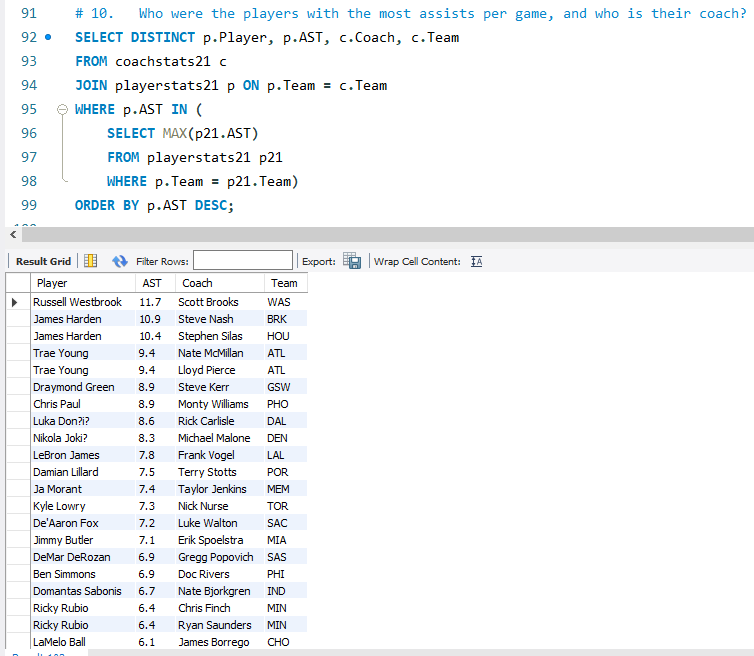 91 # 10. Who were the players with the most assists per game, and who is their coach?
92 SELECT DISTINCT p.Player, p.AST, c.Coach, c.Team
93 FROM coachstats21 c
94 JOIN playerstats21 p ON p.Team = c.Team
95 WHERE p.AST IN (
96 SELECT MAX(p21.AST)
97 FROM playerstats21 p21
98 WHERE p.Team = p21.Team)
99 ORDER BY p.AST DESC;
Result Grid Filter Rows: Export: Wrap Cell Content:
Player AST Coach Team
Russell Westbrook 11.7 Scott Brooks WAS
James Harden 10.9 Steve Nash BRK
James Harden 10.4 Stephen Silas HOU
Trae Young 9.4 Nate McMillan ATL
Trae Young 9.4 Lloyd Pierce ATL
Draymond Green 8.9 Steve Kerr GSW
Chris Paul 8.9 Monty Williams PHO
Luka Don?i? 8.6 Rick Carlisle DAL
Nikola Joki? 8.3 Michael Malone DEN
LeBron James 7.8 Frank Vogel LAL
Damian Lillard 7.5 Terry Stotts POR
Ja Morant 7.4 Taylor Jenkins MEM
Kyle Lowry 7.3 Nick Nurse TOR
De'Aaron Fox 7.2 Luke Walton SAC
Jimmy Butler 7.1 Erik Spoelstra MIA
DeMar DeRozan 6.9 Gregg Popovich SAS
Ben Simmons 6.9 Doc Rivers PHI
Domantas Sabonis 6.7 Nate Bjorkgren IND
Ricky Rubio 6.4 Chris Finch MIN
Ricky Rubio 6.4 Ryan Saunders MIN
LaMelo Ball 6.1 James Borrego CHO